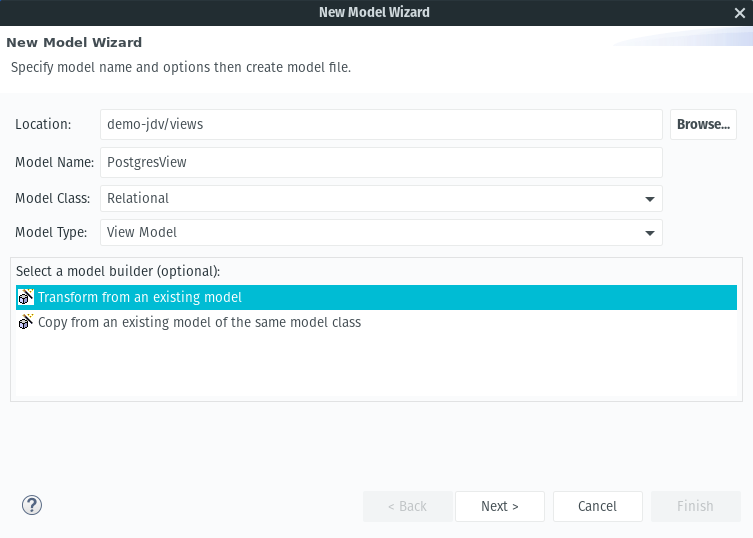 New Model Wizard
New Model Wizard
Specify model name and options then create model file.
Location: demo-jdv/views Browse...
Model Name: PostgresView
Model Class: Relational
Model Type: View Model
Select a model builder (optional):
Transform from an existing model
Copy from an existing model of the same model class
? < Back Next > Cancel Finish